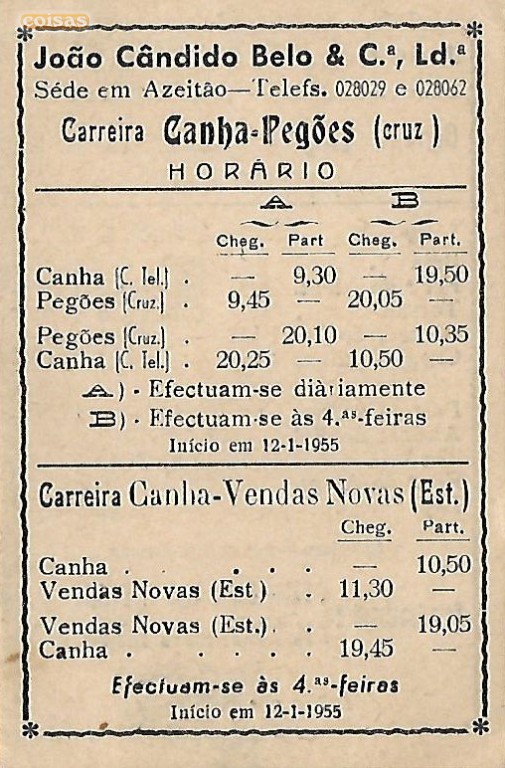 coisas
João Cândido Belo & C.ª, Ld.ª
Séde em Azeitão—Telefs. 028029 e 028062
Carreira Canha-Pegões (cruz)
HORÁRIO
A B
Cheg. Part Cheg. Part.
Canha (C. Tel.) . — 9,30 — 19,50
Pegões (Cruz.) . 9,45 — 20,05 —
Pegões (Cruz.) . — 20,10 — 10,35
Canha (C. Tel.) . 20,25 — 10,50 —
A) - Efectuam-se diàriamente
B) - Efectuam-se às 4.ªs-feiras
Início em 12-1-1955
Carreira Canha-Vendas Novas (Est.)
Cheg. Part.
Canha . . . . . — 10,50
Vendas Novas (Est ) . 11,30 —
Vendas Novas (Est.). . — 19,05
Canha . . . . . 19,45 —
Efectuam-se às 4.ªs-feiras
Início em 12-1-1955